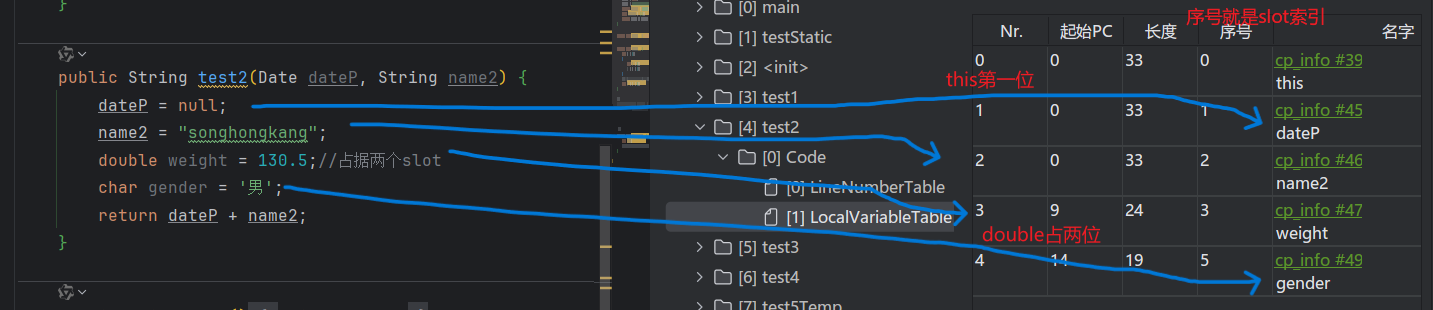 }
public String test2(Date dateP, String name2) {
dateP = null;
name2 = "songhongkang";
double weight = 130.5;//占据两个slot
char gender = '男';
return dateP + name2;
}
[0] main
[1] testStatic
[2] <init>
[3] test1
[4] test2
[0] Code
[0] LineNumberTable
[1] LocalVariableTable
[5] test3
[6] test4
[7] test5Temp
序号就是slot索引
Nr. 起始PC 长度 序号 名字
0 0 33 0 cp_info #39
this
this第一位
1 0 33 1 cp_info #45
dateP
2 0 33 2 cp_info #46
name2
3 9 24 3 cp_info #47
weight
double占两位
4 14 19 5 cp_info #49
gender